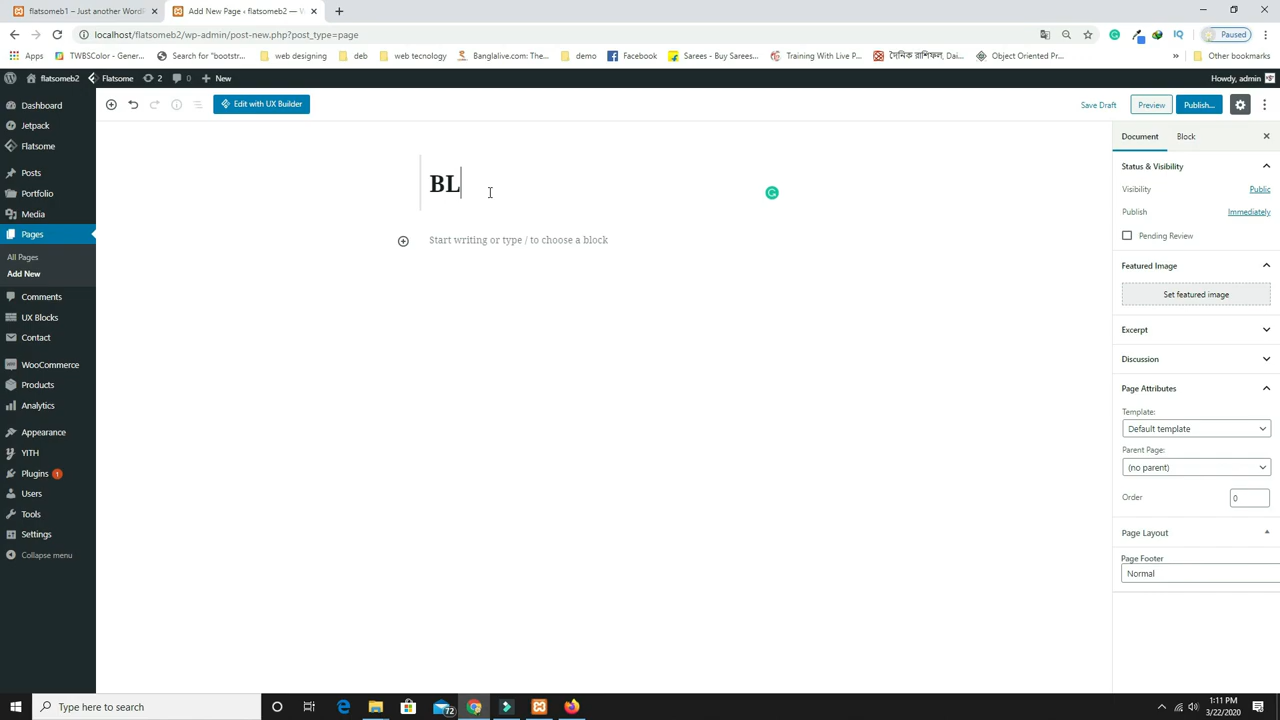 flatsomeb1 – Just another WordPr
Add New Page ‹ flatsomeb2 — W
localhost/flatsomeb2/wp-admin/post-new.php?post_type=page
Paused
Apps
TWBSColor - Gener...
Search for "bootstr...
web designing
deb
web tecnology
Banglalive.com: The...
demo
Facebook
Sarees – Buy Sarees...
Training With Live P...
দৈনিক রাশিফল, Dai...
Object Oriented Pr...
»
Other bookmarks
flatsomeb2
Flatsome
2
0
New
Howdy, admin
Edit with UX Builder
Save Draft
Preview
Publish...
Dashboard
Jetpack
Flatsome
Posts
Portfolio
Media
Pages
All Pages
Add New
Comments
UX Blocks
Contact
WooCommerce
Products
Analytics
Appearance
YITH
Plugins 1
Users
Tools
Settings
Collapse menu
BL
Start writing or type / to choose a block
Document
Block
Status & Visibility
Visibility
Public
Publish
Immediately
Pending Review
Featured Image
Set featured image
Excerpt
Discussion
Page Attributes
Template:
Default template
Parent Page:
(no parent)
Order
0
Page Layout
Page Footer
Normal
Type here to search
72
1:11 PM
3/22/2020